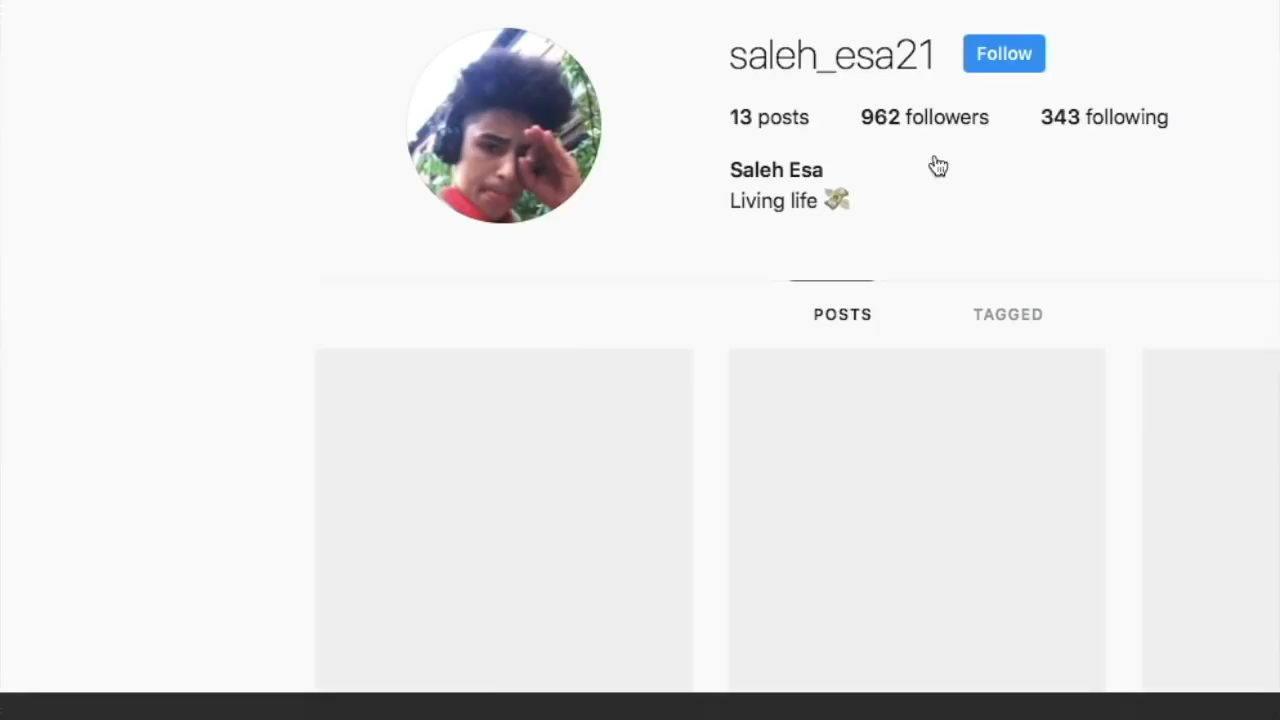 saleh_esa21 Follow
13 posts 962 followers 343 following
Saleh Esa
Living life 💸
POSTS TAGGED